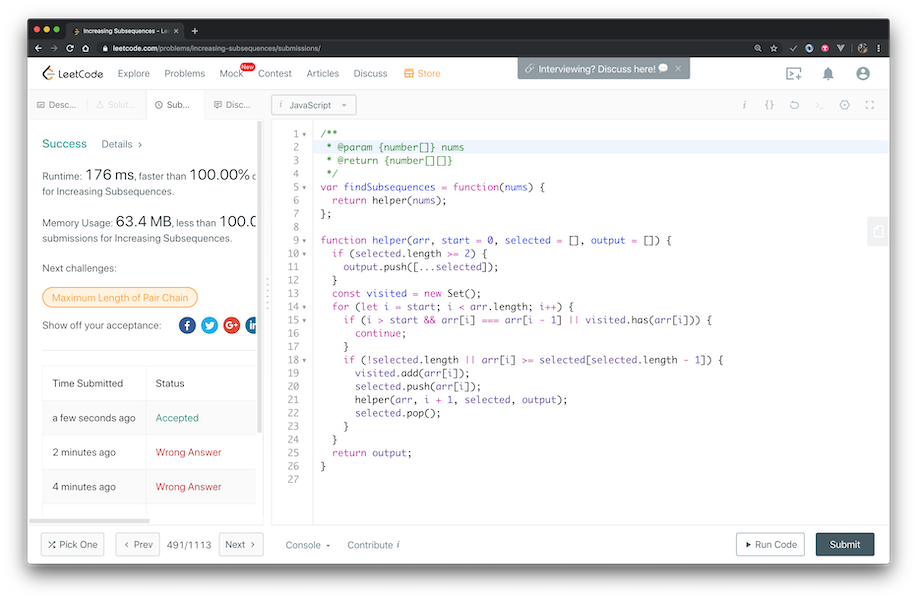 Increasing Subsequences - Le
leetcode.com/problems/increasing-subsequences/submissions/
LeetCode Explore Problems Mock New Contest Articles Discuss Store
Interviewing? Discuss here!
Desc... Solut... Sub... Disc...
i JavaScript
Success Details >
Runtime: 176 ms, faster than 100.00%
for Increasing Subsequences.
Memory Usage: 63.4 MB, less than 100.0
submissions for Increasing Subsequences.
Next challenges:
Maximum Length of Pair Chain
Show off your acceptance:
Time Submitted Status
a few seconds ago Accepted
2 minutes ago Wrong Answer
4 minutes ago Wrong Answer
1 /**
2 * @param {number[]} nums
3 * @return {number[][]}
4 */
5 var findSubsequences = function(nums) {
6 return helper(nums);
7 };
8
9 function helper(arr, start = 0, selected = [], output = []) {
10 if (selected.length >= 2) {
11 output.push([...selected]);
12 }
13 const visited = new Set();
14 for (let i = start; i < arr.length; i++) {
15 if (i > start && arr[i] === arr[i - 1] || visited.has(arr[i])) {
16 continue;
17 }
18 if (!selected.length || arr[i] >= selected[selected.length - 1]) {
19 visited.add(arr[i]);
20 selected.push(arr[i]);
21 helper(arr, i + 1, selected, output);
22 selected.pop();
23 }
24 }
25 return output;
26 }
27
Pick One < Prev 491/1113 Next > Console Contribute i Run Code Submit